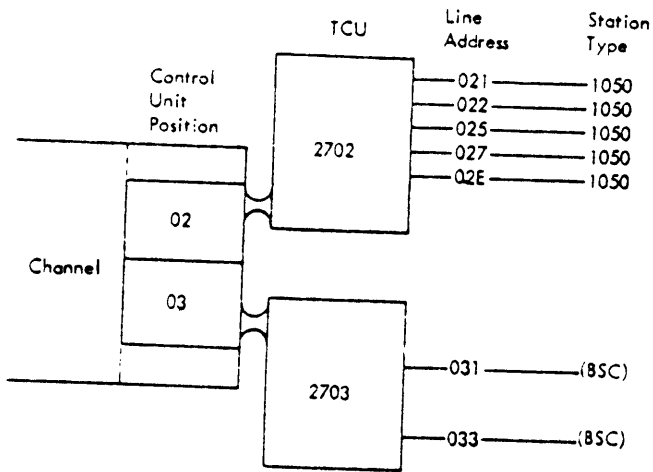 TCU
Line
Address
Station
Type
Control
Unit
Position
2702
021
1050
022
1050
025
1050
027
1050
02E
1050
Channel
02
03
2703
031
(BSC)
033
(BSC)